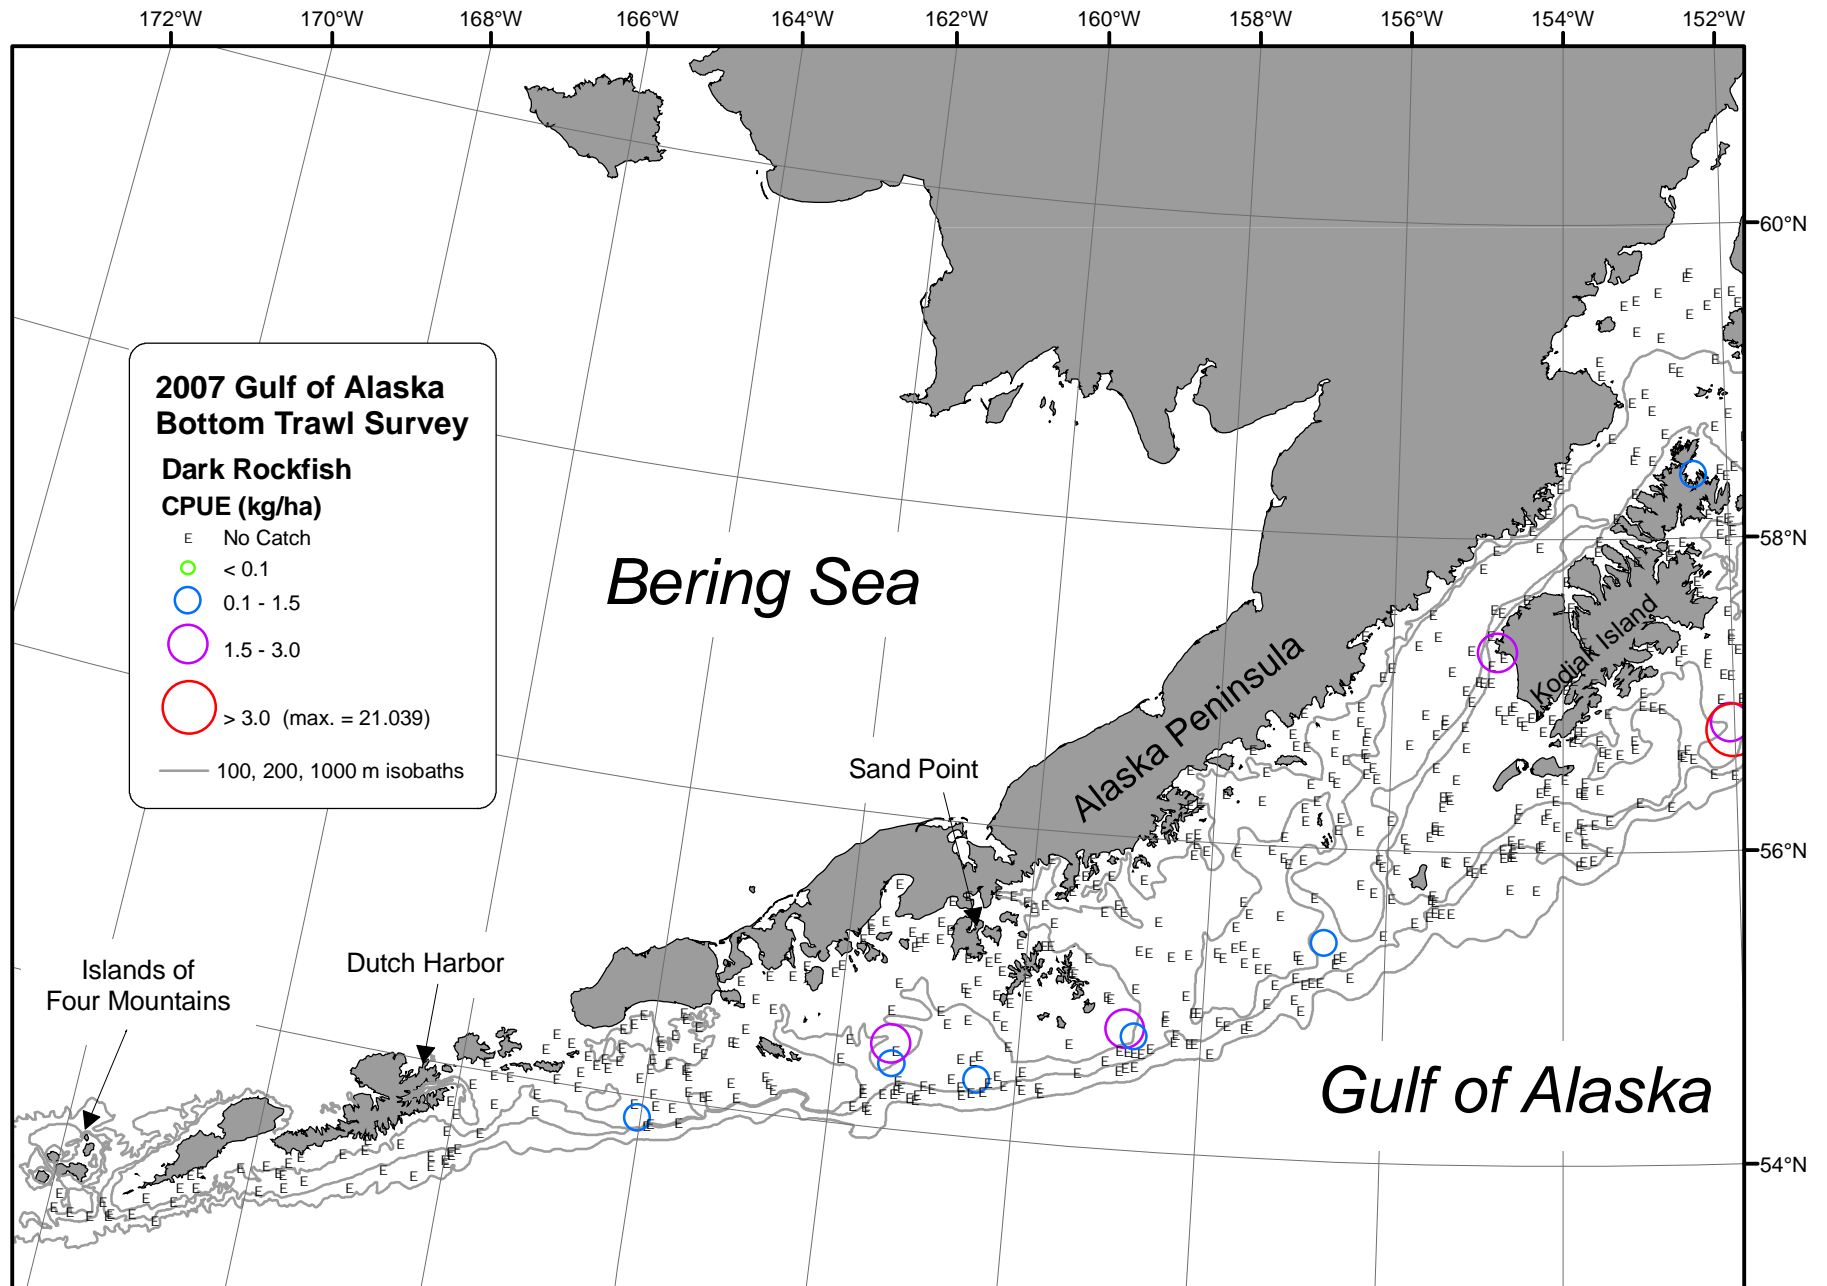 172°W 170°W 168°W 166°W 164°W 162°W 160°W 158°W 156°W 154°W 152°W
60°N
58°N
56°N
54°N
2007 Gulf of Alaska
Bottom Trawl Survey
Dark Rockfish
CPUE (kg/ha)
E No Catch
< 0.1
0.1 - 1.5
1.5 - 3.0
> 3.0 (max. = 21.039)
100, 200, 1000 m isobaths
Bering Sea
Alaska Peninsula
Kodiak Island
Sand Point
Dutch Harbor
Islands of
Four Mountains
Gulf of Alaska